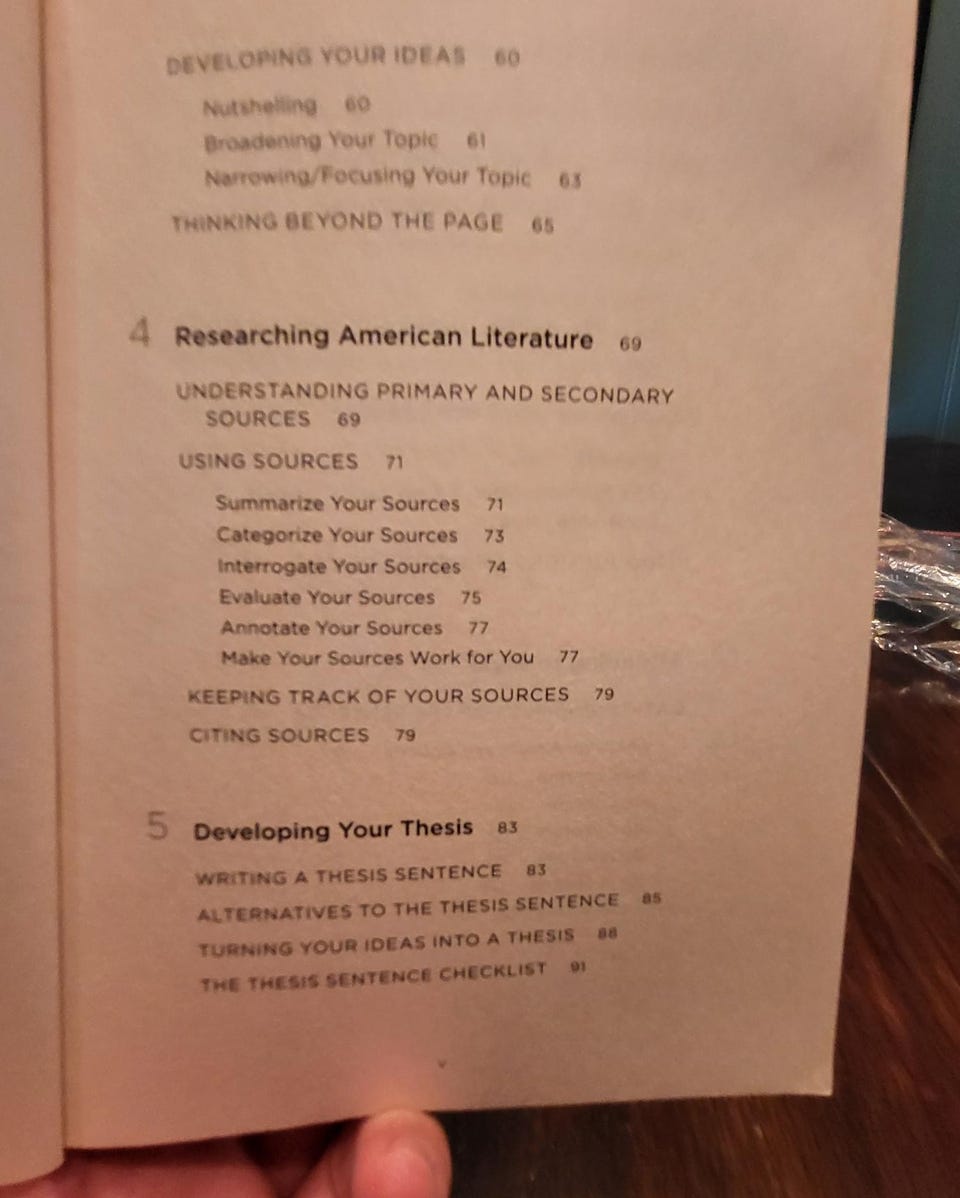 DEVELOPING YOUR IDEAS 60
Nutshelling 60
Broadening Your Topic 61
Narrowing/Focusing Your Topic 63
THINKING BEYOND THE PAGE 65
4 Researching American Literature 69
UNDERSTANDING PRIMARY AND SECONDARY
SOURCES 69
USING SOURCES 71
Summarize Your Sources 71
Categorize Your Sources 73
Interrogate Your Sources 74
Evaluate Your Sources 75
Annotate Your Sources 77
Make Your Sources Work for You 77
KEEPING TRACK OF YOUR SOURCES 79
CITING SOURCES 79
5 Developing Your Thesis 83
WRITING A THESIS SENTENCE 83
ALTERNATIVES TO THE THESIS SENTENCE 85
TURNING YOUR IDEAS INTO A THESIS 88
THE THESIS SENTENCE CHECKLIST 91
v